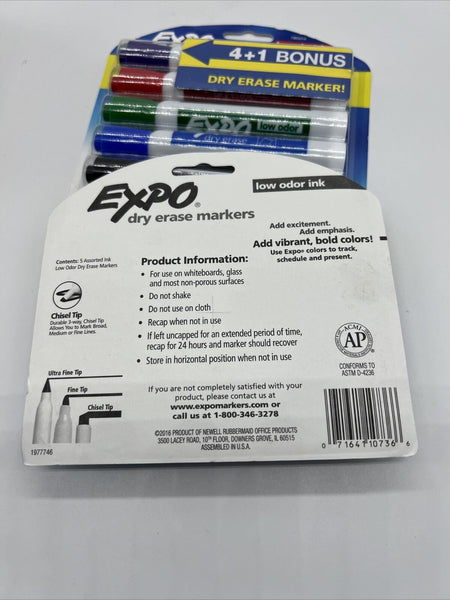 EXPO
4+1 BONUS
DRY ERASE MARKER!
EXPO low odor
dry erase
EXPO®
dry erase markers
low odor ink
Add excitement.
Add emphasis.
Add vibrant, bold colors!
Use Expo® colors to track,
schedule and present.
Contents: 5 Assorted Ink
Low Odor Dry Erase Markers
Chisel Tip
Durable 3-way, Chisel Tip
Allows You to Mark Broad,
Medium or Fine Lines.
Product Information:
• For use on whiteboards, glass
and most non-porous surfaces
• Do not shake
• Do not use on cloth
• Recap when not in use
• If left uncapped for an extended period of time,
recap for 24 hours and marker should recover
• Store in horizontal position when not in use
ACMI
AP
CONFORMS TO
ASTM D-4236
Ultra Fine Tip
Fine Tip
Chisel Tip
If you are not completely satisfied with your
product, please contact us at
www.expomarkers.com or
call us at 1-800-346-3278
©2016 PRODUCT OF NEWELL RUBBERMAID OFFICE PRODUCTS
3500 LACEY ROAD, 10TH FLOOR, DOWNERS GROVE, IL 60515
ASSEMBLED IN U.S.A.
1977746
0 71641 10736 6